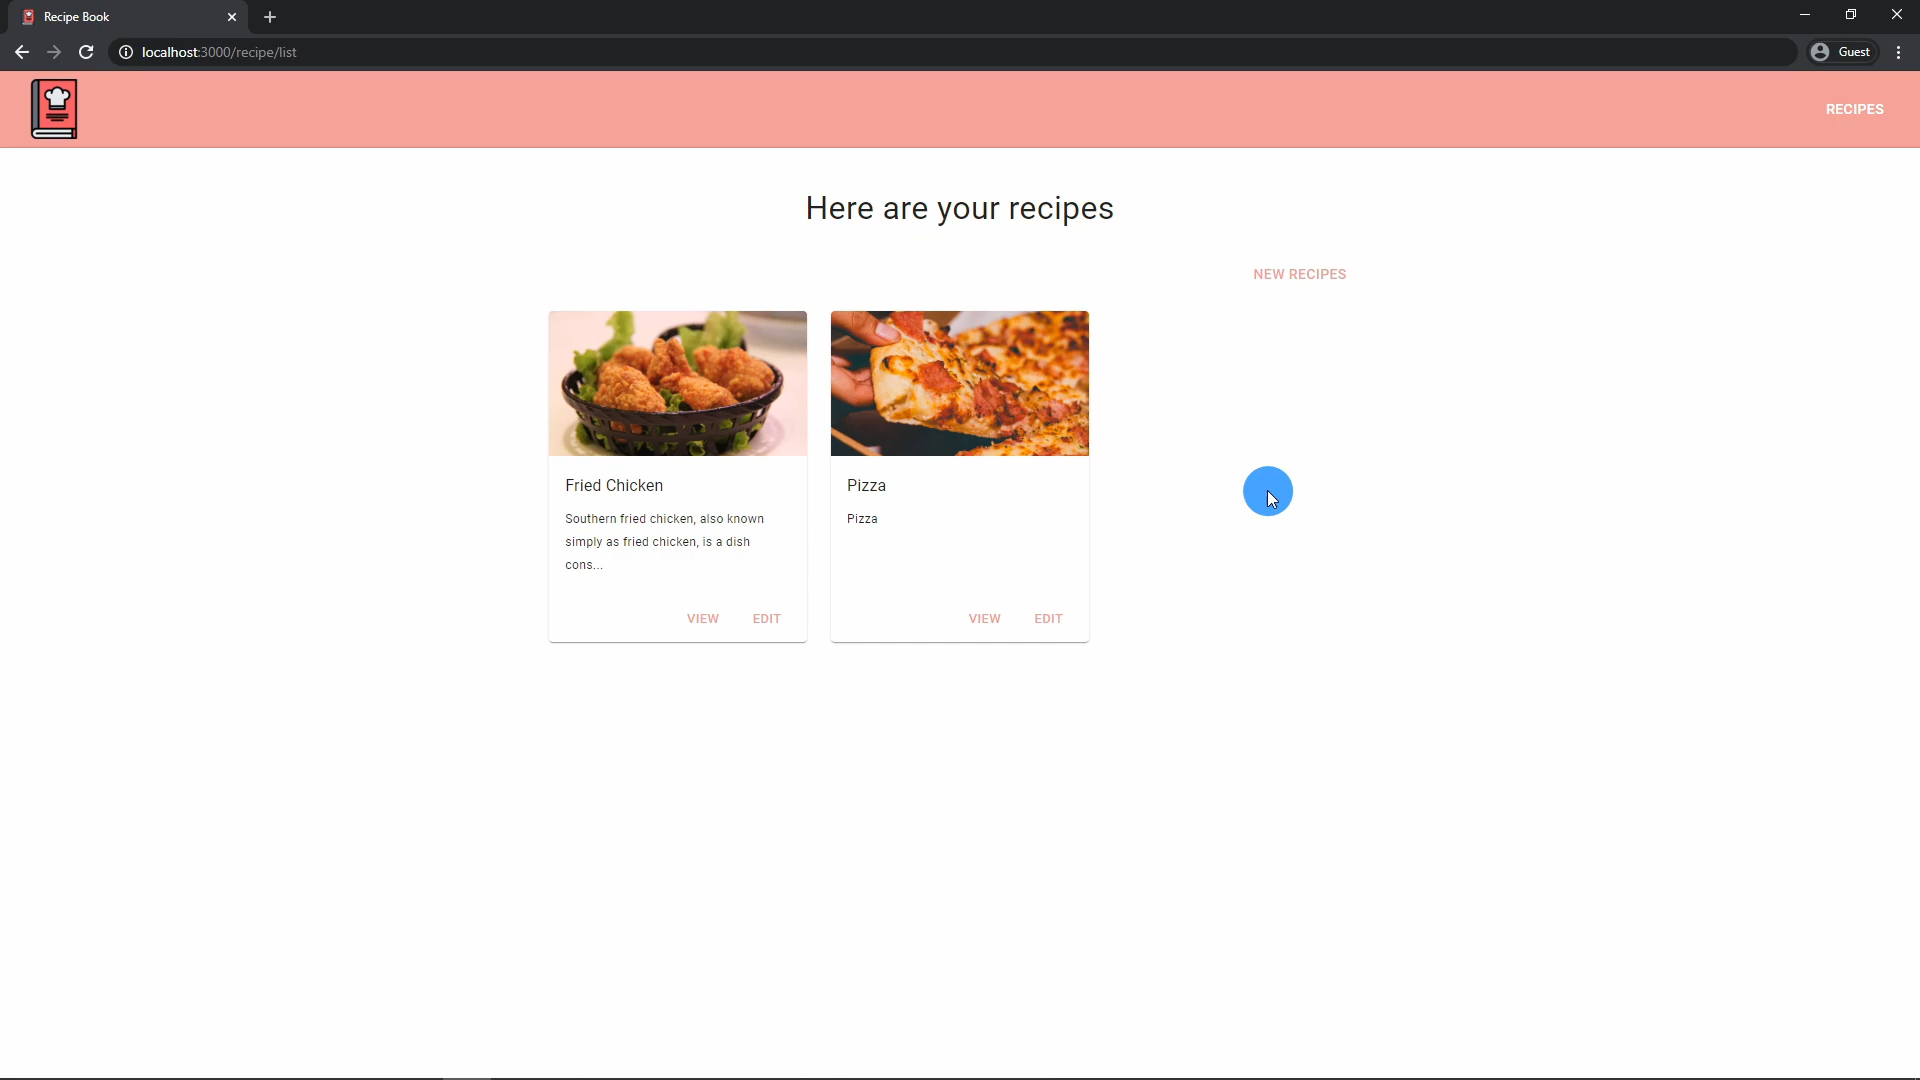 Recipe Book
localhost:3000/recipe/list
Guest
RECIPES
Here are your recipes
NEW RECIPES
Fried Chicken
Southern fried chicken, also known
simply as fried chicken, is a dish
cons...
VIEW EDIT
Pizza
Pizza
VIEW EDIT